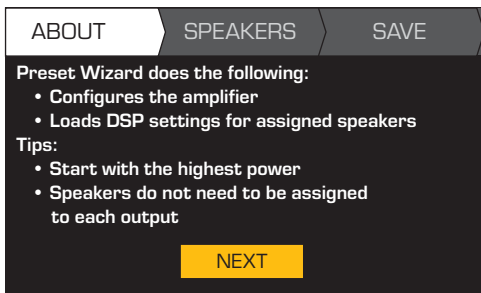 ABOUT SPEAKERS SAVE
Preset Wizard does the following:
• Configures the amplifier
• Loads DSP settings for assigned speakers
Tips:
• Start with the highest power
• Speakers do not need to be assigned
to each output
NEXT